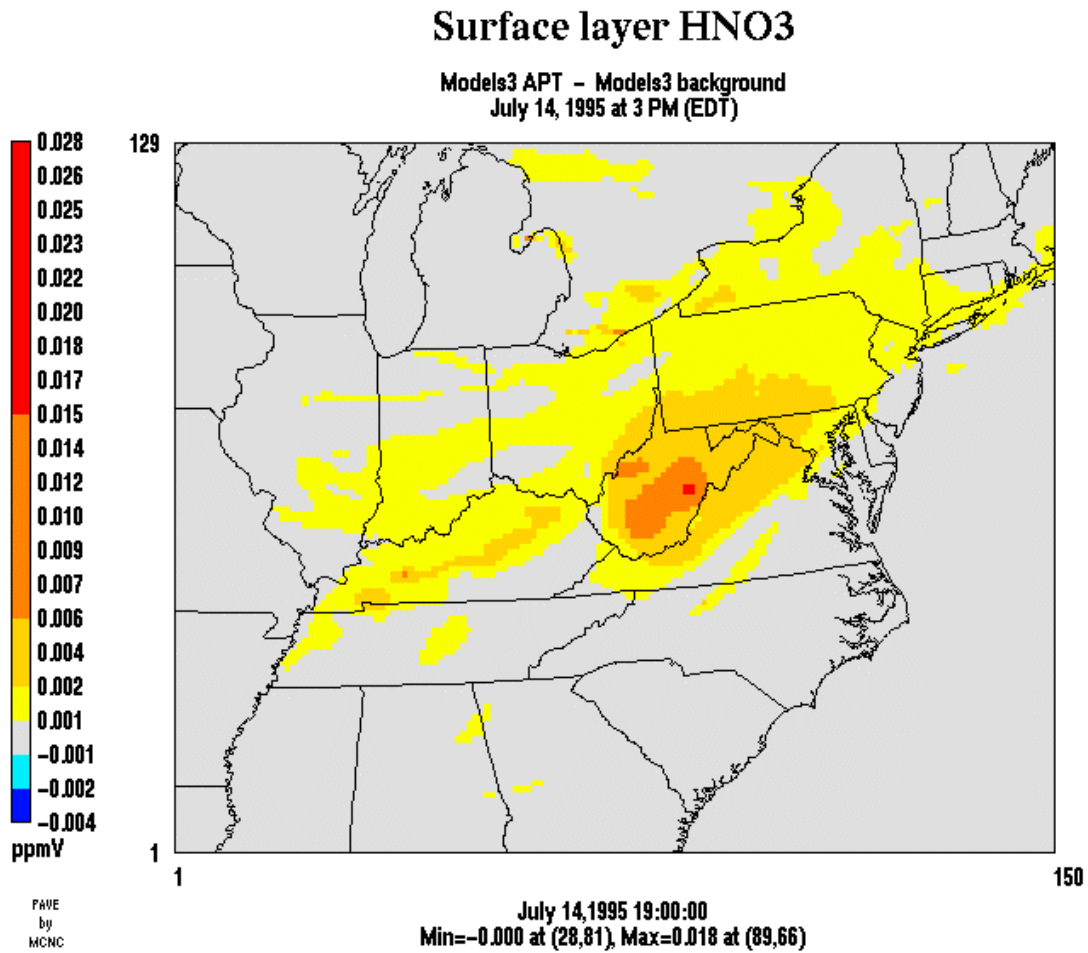 Surface layer HNO3
Models3 APT − Models3 background
July 14, 1995 at 3 PM (EDT)
0.028
0.026
0.025
0.023
0.022
0.020
0.018
0.017
0.015
0.014
0.012
0.010
0.009
0.007
0.006
0.004
0.002
0.001
−0.001
−0.002
−0.004
ppmV
129
1
1
150
PAVE
by
MCNC
July 14,1995 19:00:00
Min=−0.000 at (28,81), Max=0.018 at (89,66)